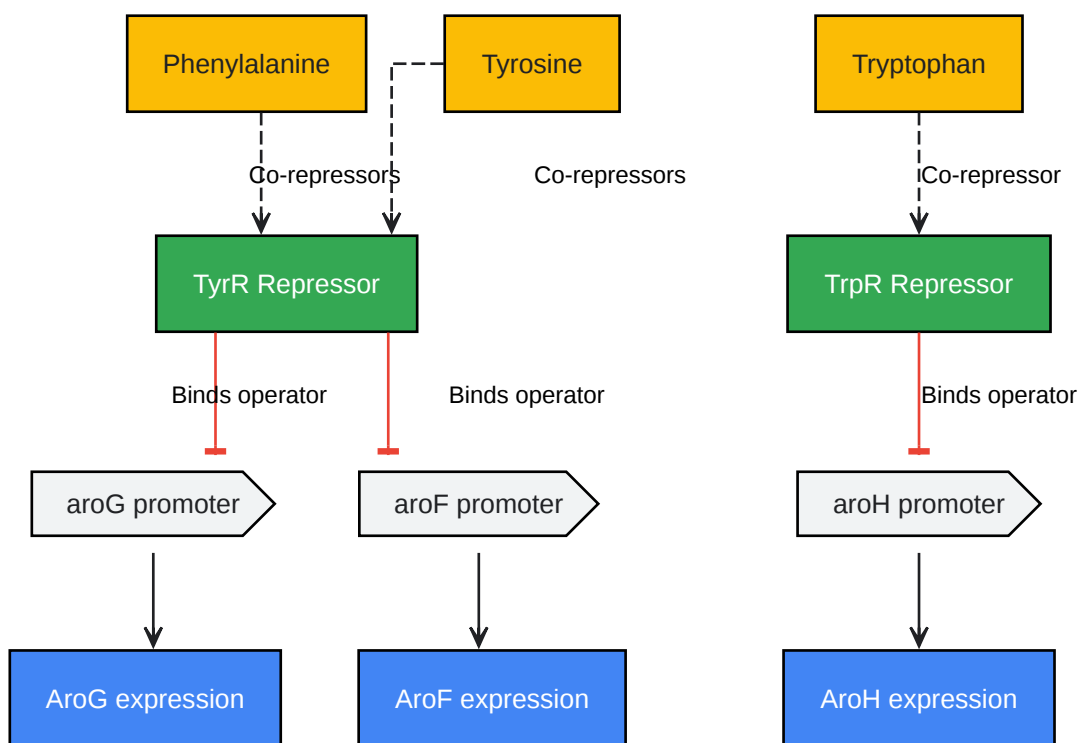 Phenylalanine
Tyrosine
Tryptophan
Co-repressors
Co-repressors
Co-repressor
TyrR Repressor
TrpR Repressor
Binds operator
Binds operator
Binds operator
aroG promoter
aroF promoter
aroH promoter
AroG expression
AroF expression
AroH expression